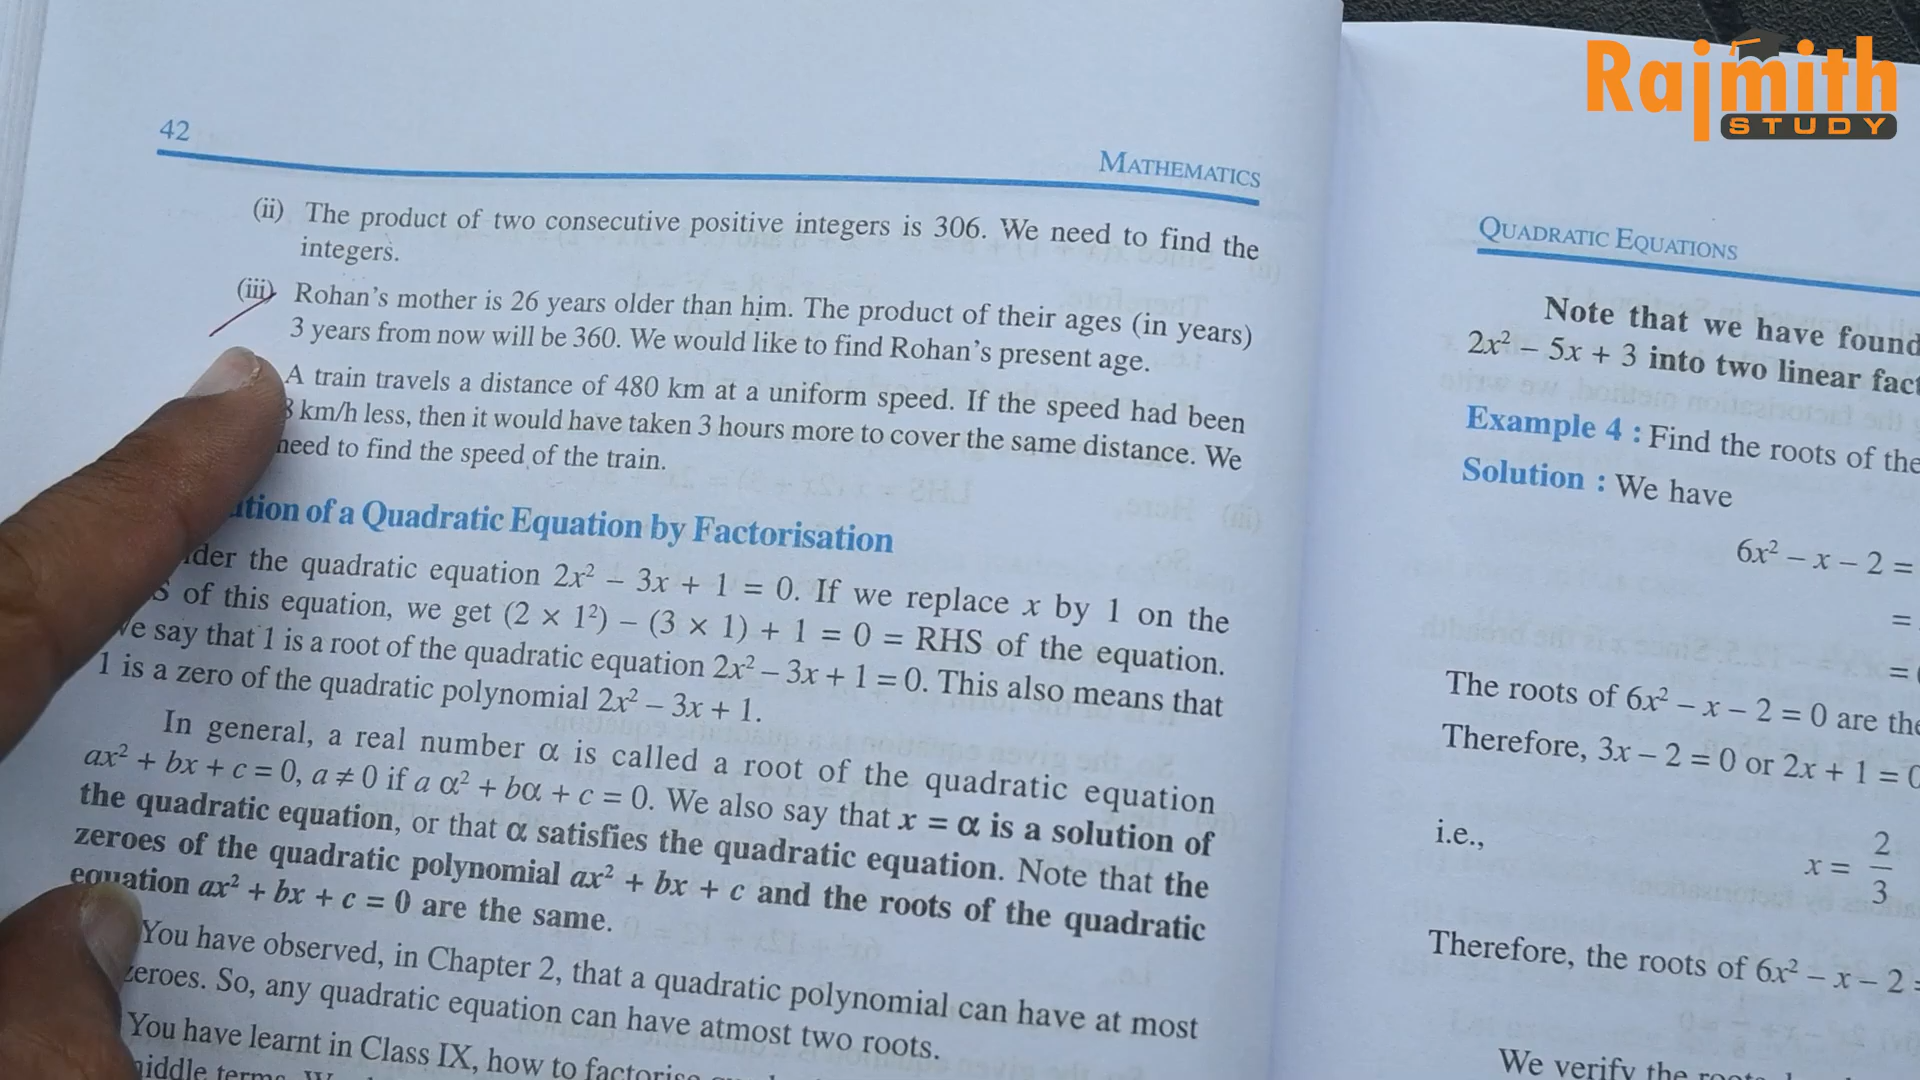 Rajmith
STUDY
42
MATHEMATICS
(ii) The product of two consecutive positive integers is 306. We need to find the
integers.
(iii) Rohan's mother is 26 years older than him. The product of their ages (in years)
3 years from now will be 360. We would like to find Rohan's present age.
A train travels a distance of 480 km at a uniform speed. If the speed had been
8 km/h less, then it would have taken 3 hours more to cover the same distance. We
need to find the speed of the train.
of a Quadratic Equation by Factorisation
the quadratic equation 2x² – 3x + 1 = 0. If we replace x by 1 on the
of this equation, we get (2 × 1²) – (3 × 1) + 1 = 0 = RHS of the equation.
We say that 1 is a root of the quadratic equation 2x² – 3x + 1 = 0. This also means that
1 is a zero of the quadratic polynomial 2x² – 3x + 1.
In general, a real number α is called a root of the quadratic equation
ax² + bx + c = 0, a ≠ 0 if a α² + bα + c = 0. We also say that x = α is a solution of
the quadratic equation, or that α satisfies the quadratic equation. Note that the
zeroes of the quadratic polynomial ax² + bx + c and the roots of the quadratic
equation ax² + bx + c = 0 are the same.
You have observed, in Chapter 2, that a quadratic polynomial can have at most
zeroes. So, any quadratic equation can have atmost two roots.
You have learnt in Class IX, how to factorise
middle terms.
QUADRATIC EQUATIONS
Note that we have found
2x² – 5x + 3 into two linear
Example 4 : Find the roots of the
Solution : We have
6x² – x – 2 =
=
=
The roots of 6x² – x – 2 = 0 are the
Therefore, 3x – 2 = 0 or 2x + 1 = 0
i.e.,
x = 2/3
Therefore, the roots of 6x² – x – 2
We verify the